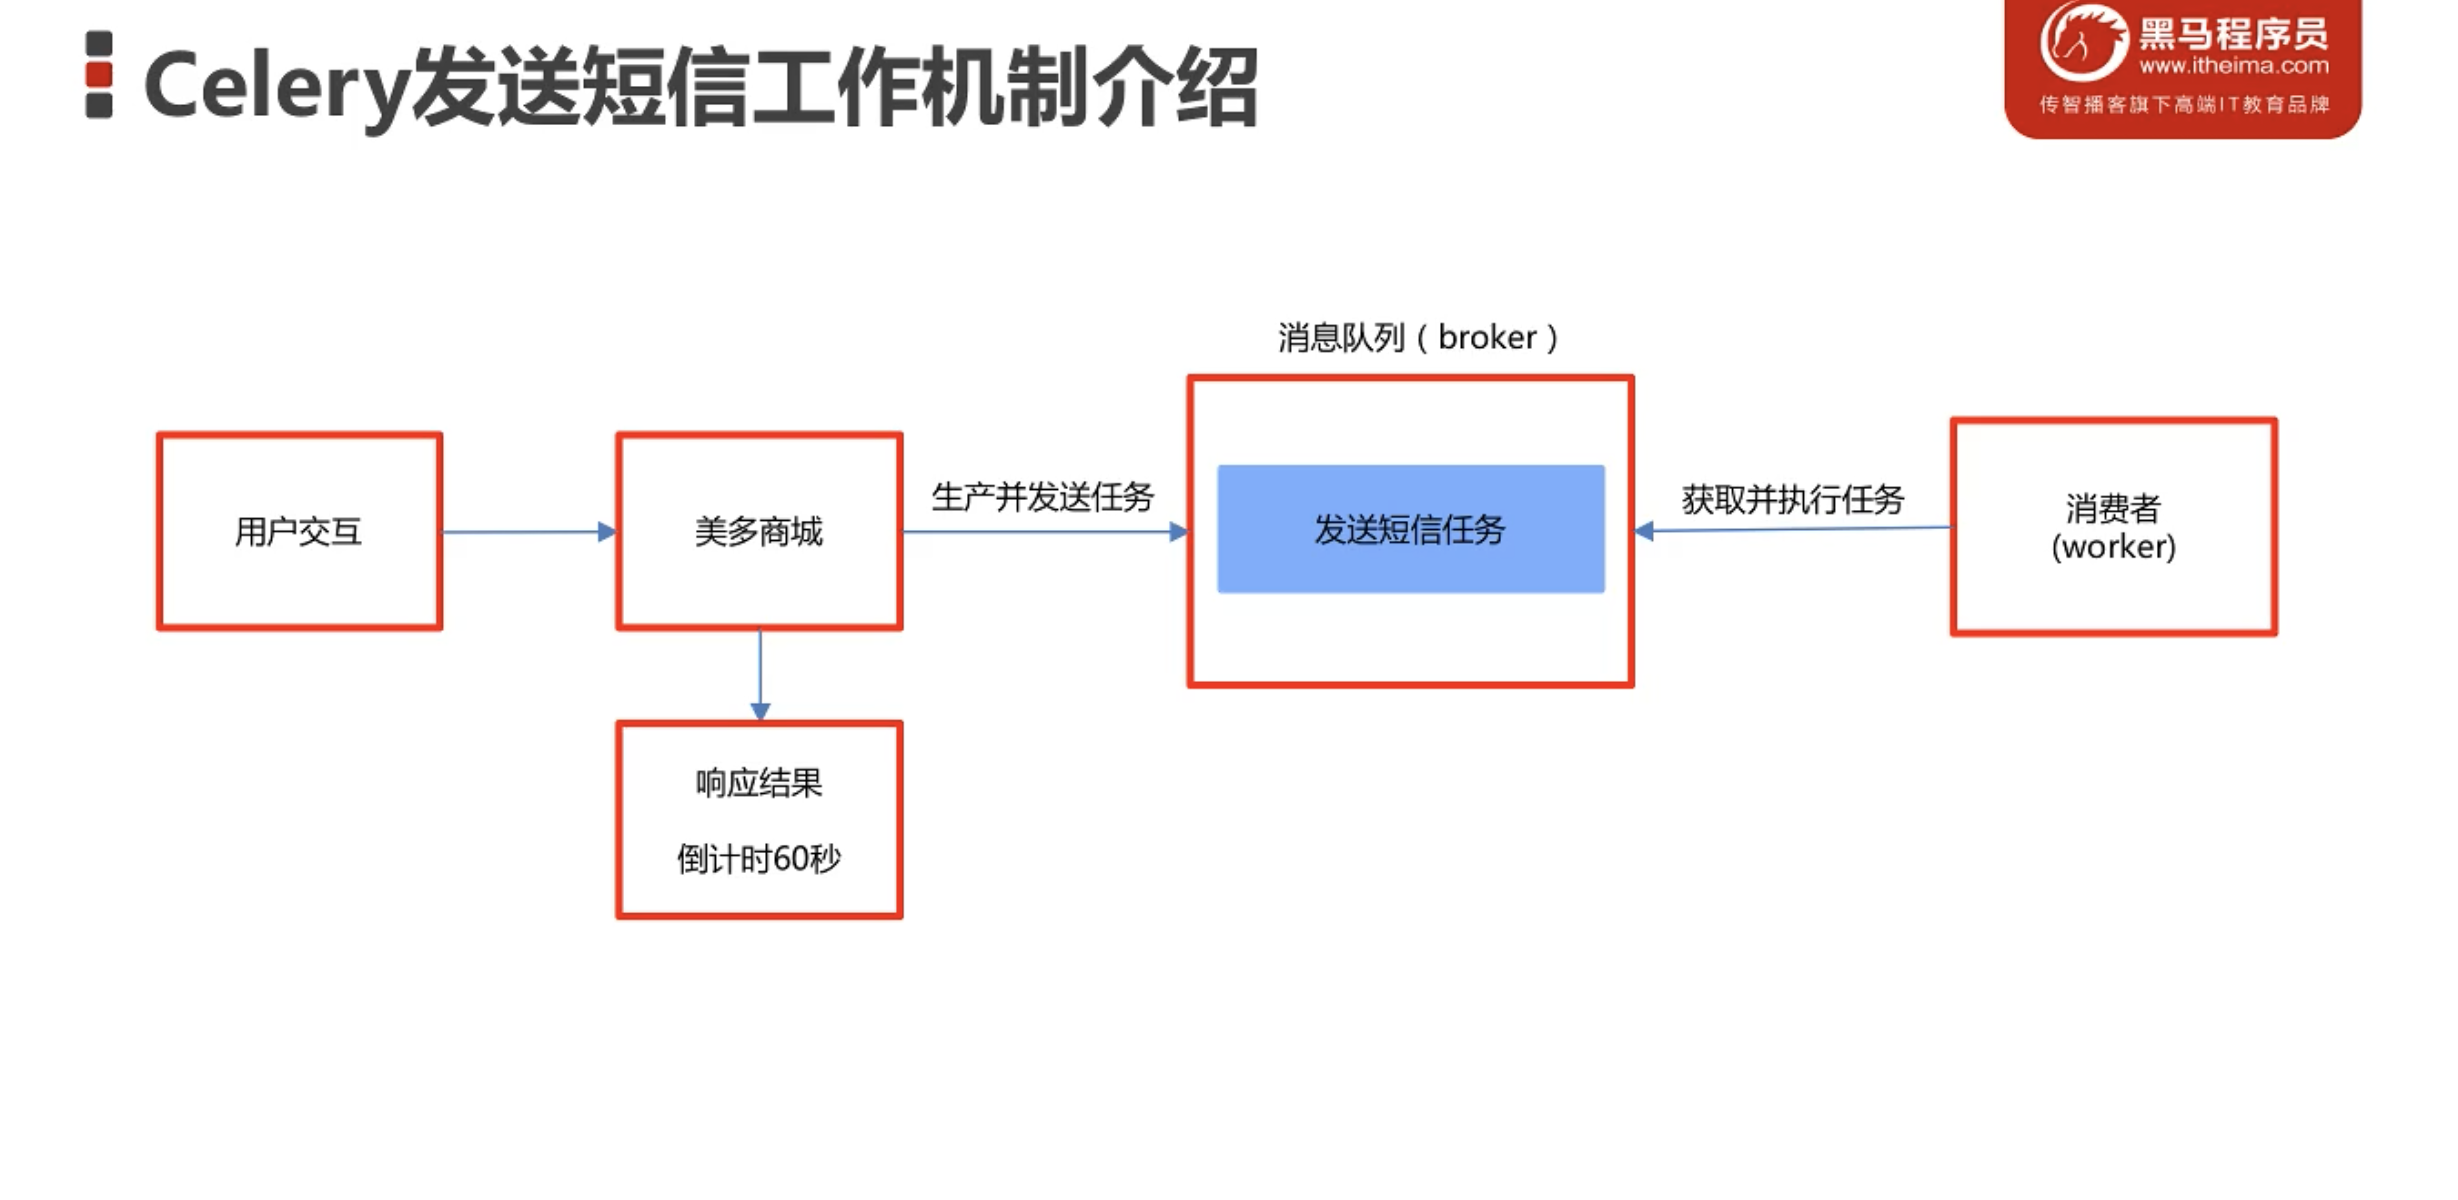 Celery发送短信工作机制介绍
黑马程序员
www.itheima.com
传智播客旗下高端IT教育品牌
消息队列（broker）
用户交互
美多商城
生产并发送任务
发送短信任务
获取并执行任务
消费者
(worker)
响应结果
倒计时60秒